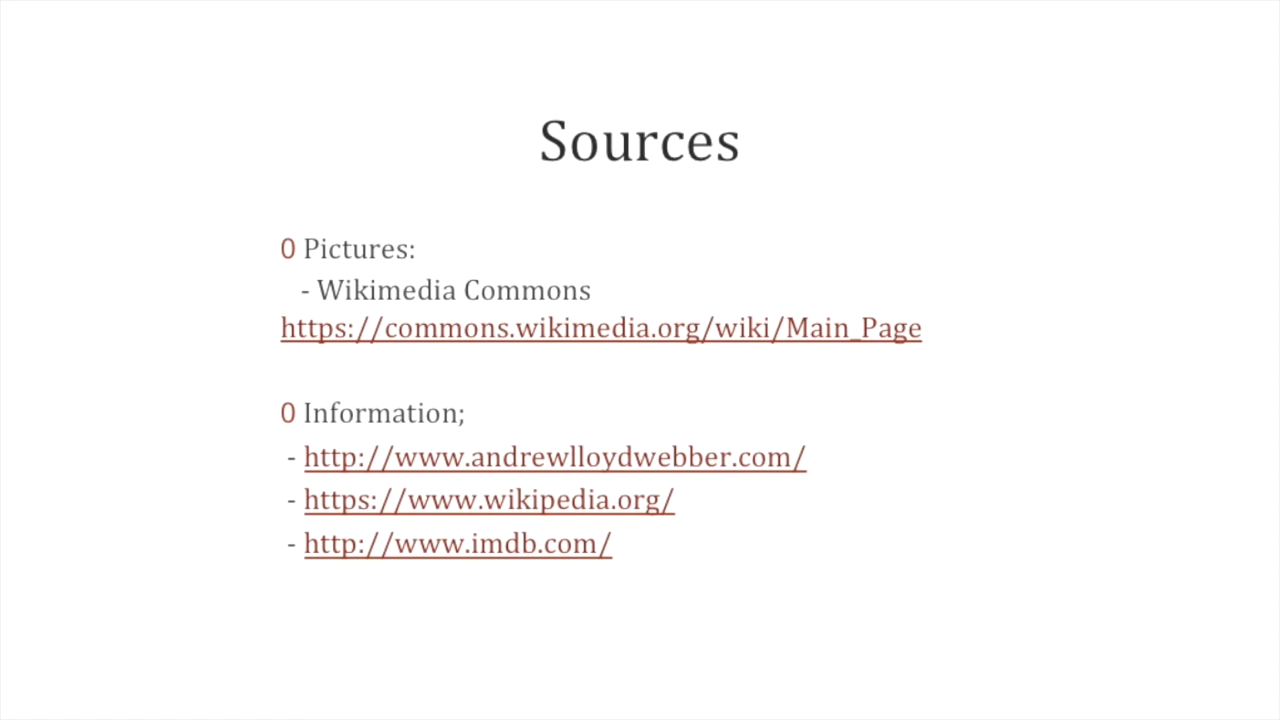 Sources
0 Pictures:
- Wikimedia Commons
https://commons.wikimedia.org/wiki/Main_Page
0 Information;
- http://www.andrewlloydwebber.com/
- https://www.wikipedia.org/
- http://www.imdb.com/